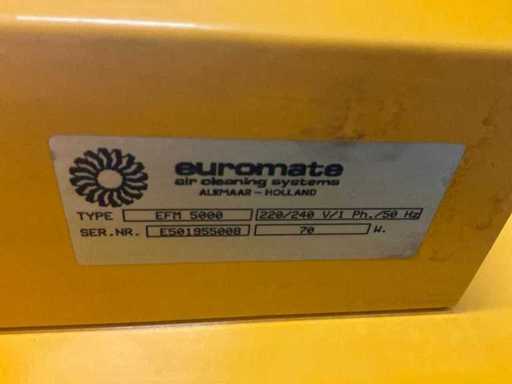 euromate
air cleaning systems
ALKMAAR - HOLLAND
TYPE EFM 5000 220/240 V/1 Ph./50 Hz
SER.NR. E501955008 70 W.